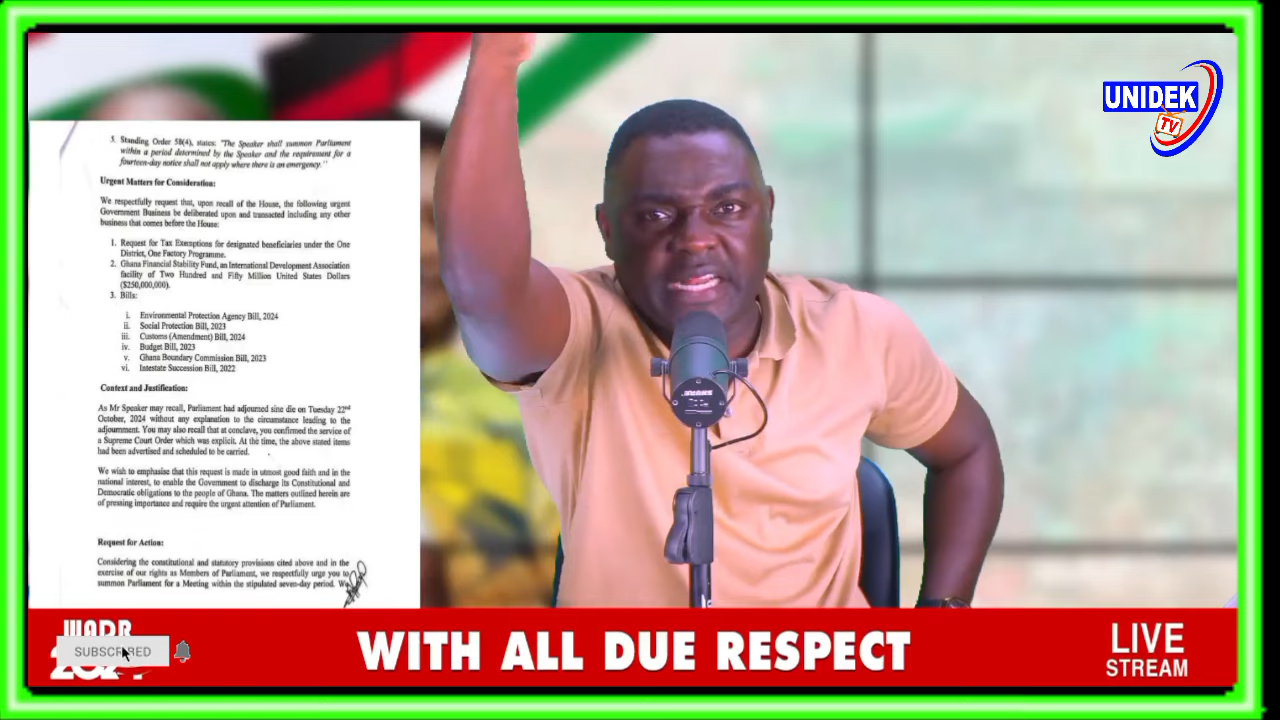 UNIDEK
TV
5. Standing Order 58(4), states: "The Speaker shall summon Parliament
within a period determined by the Speaker and the requirement for a
fourteen-day notice shall not apply where there is an emergency."
Urgent Matters for Consideration:
We respectfully request that, upon recall of the House, the following urgent
Government Business be deliberated upon and transacted including any other
business that comes before the House:
1. Request for Tax Exemptions for designated beneficiaries under the One
District, One Factory Programme.
2. Ghana Financial Stability Fund, an International Development Association
facility of Two Hundred and Fifty Million United States Dollars
($250,000,000).
3. Bills:
i. Environmental Protection Agency Bill, 2024
ii. Social Protection Bill, 2023
iii. Customs (Amendment) Bill, 2024
iv. Budget Bill, 2023
v. Ghana Boundary Commission Bill, 2023
vi. Intestate Succession Bill, 2022
Context and Justification:
As Mr Speaker may recall, Parliament had adjourned sine die on Tuesday 22nd
October, 2024 without any explanation to the circumstance leading to the
adjournment. You may also recall that at conclave, you confirmed the service of
a Supreme Court Order which was explicit. At the time, the above stated items
had been advertised and scheduled to be carried.
We wish to emphasise that this request is made in utmost good faith and in the
national interest, to enable the Government to discharge its Constitutional and
Democratic obligations to the people of Ghana. The matters outlined herein are
of pressing importance and require the urgent attention of Parliament.
Request for Action:
Considering the constitutional and statutory provisions cited above and in the
exercise of our rights as Members of Parliament, we respectfully urge you to
summon Parliament for a Meeting within the stipulated seven-day period. We
SHURE
WADR
SUBSCRIBED
WITH ALL DUE RESPECT
LIVE
STREAM